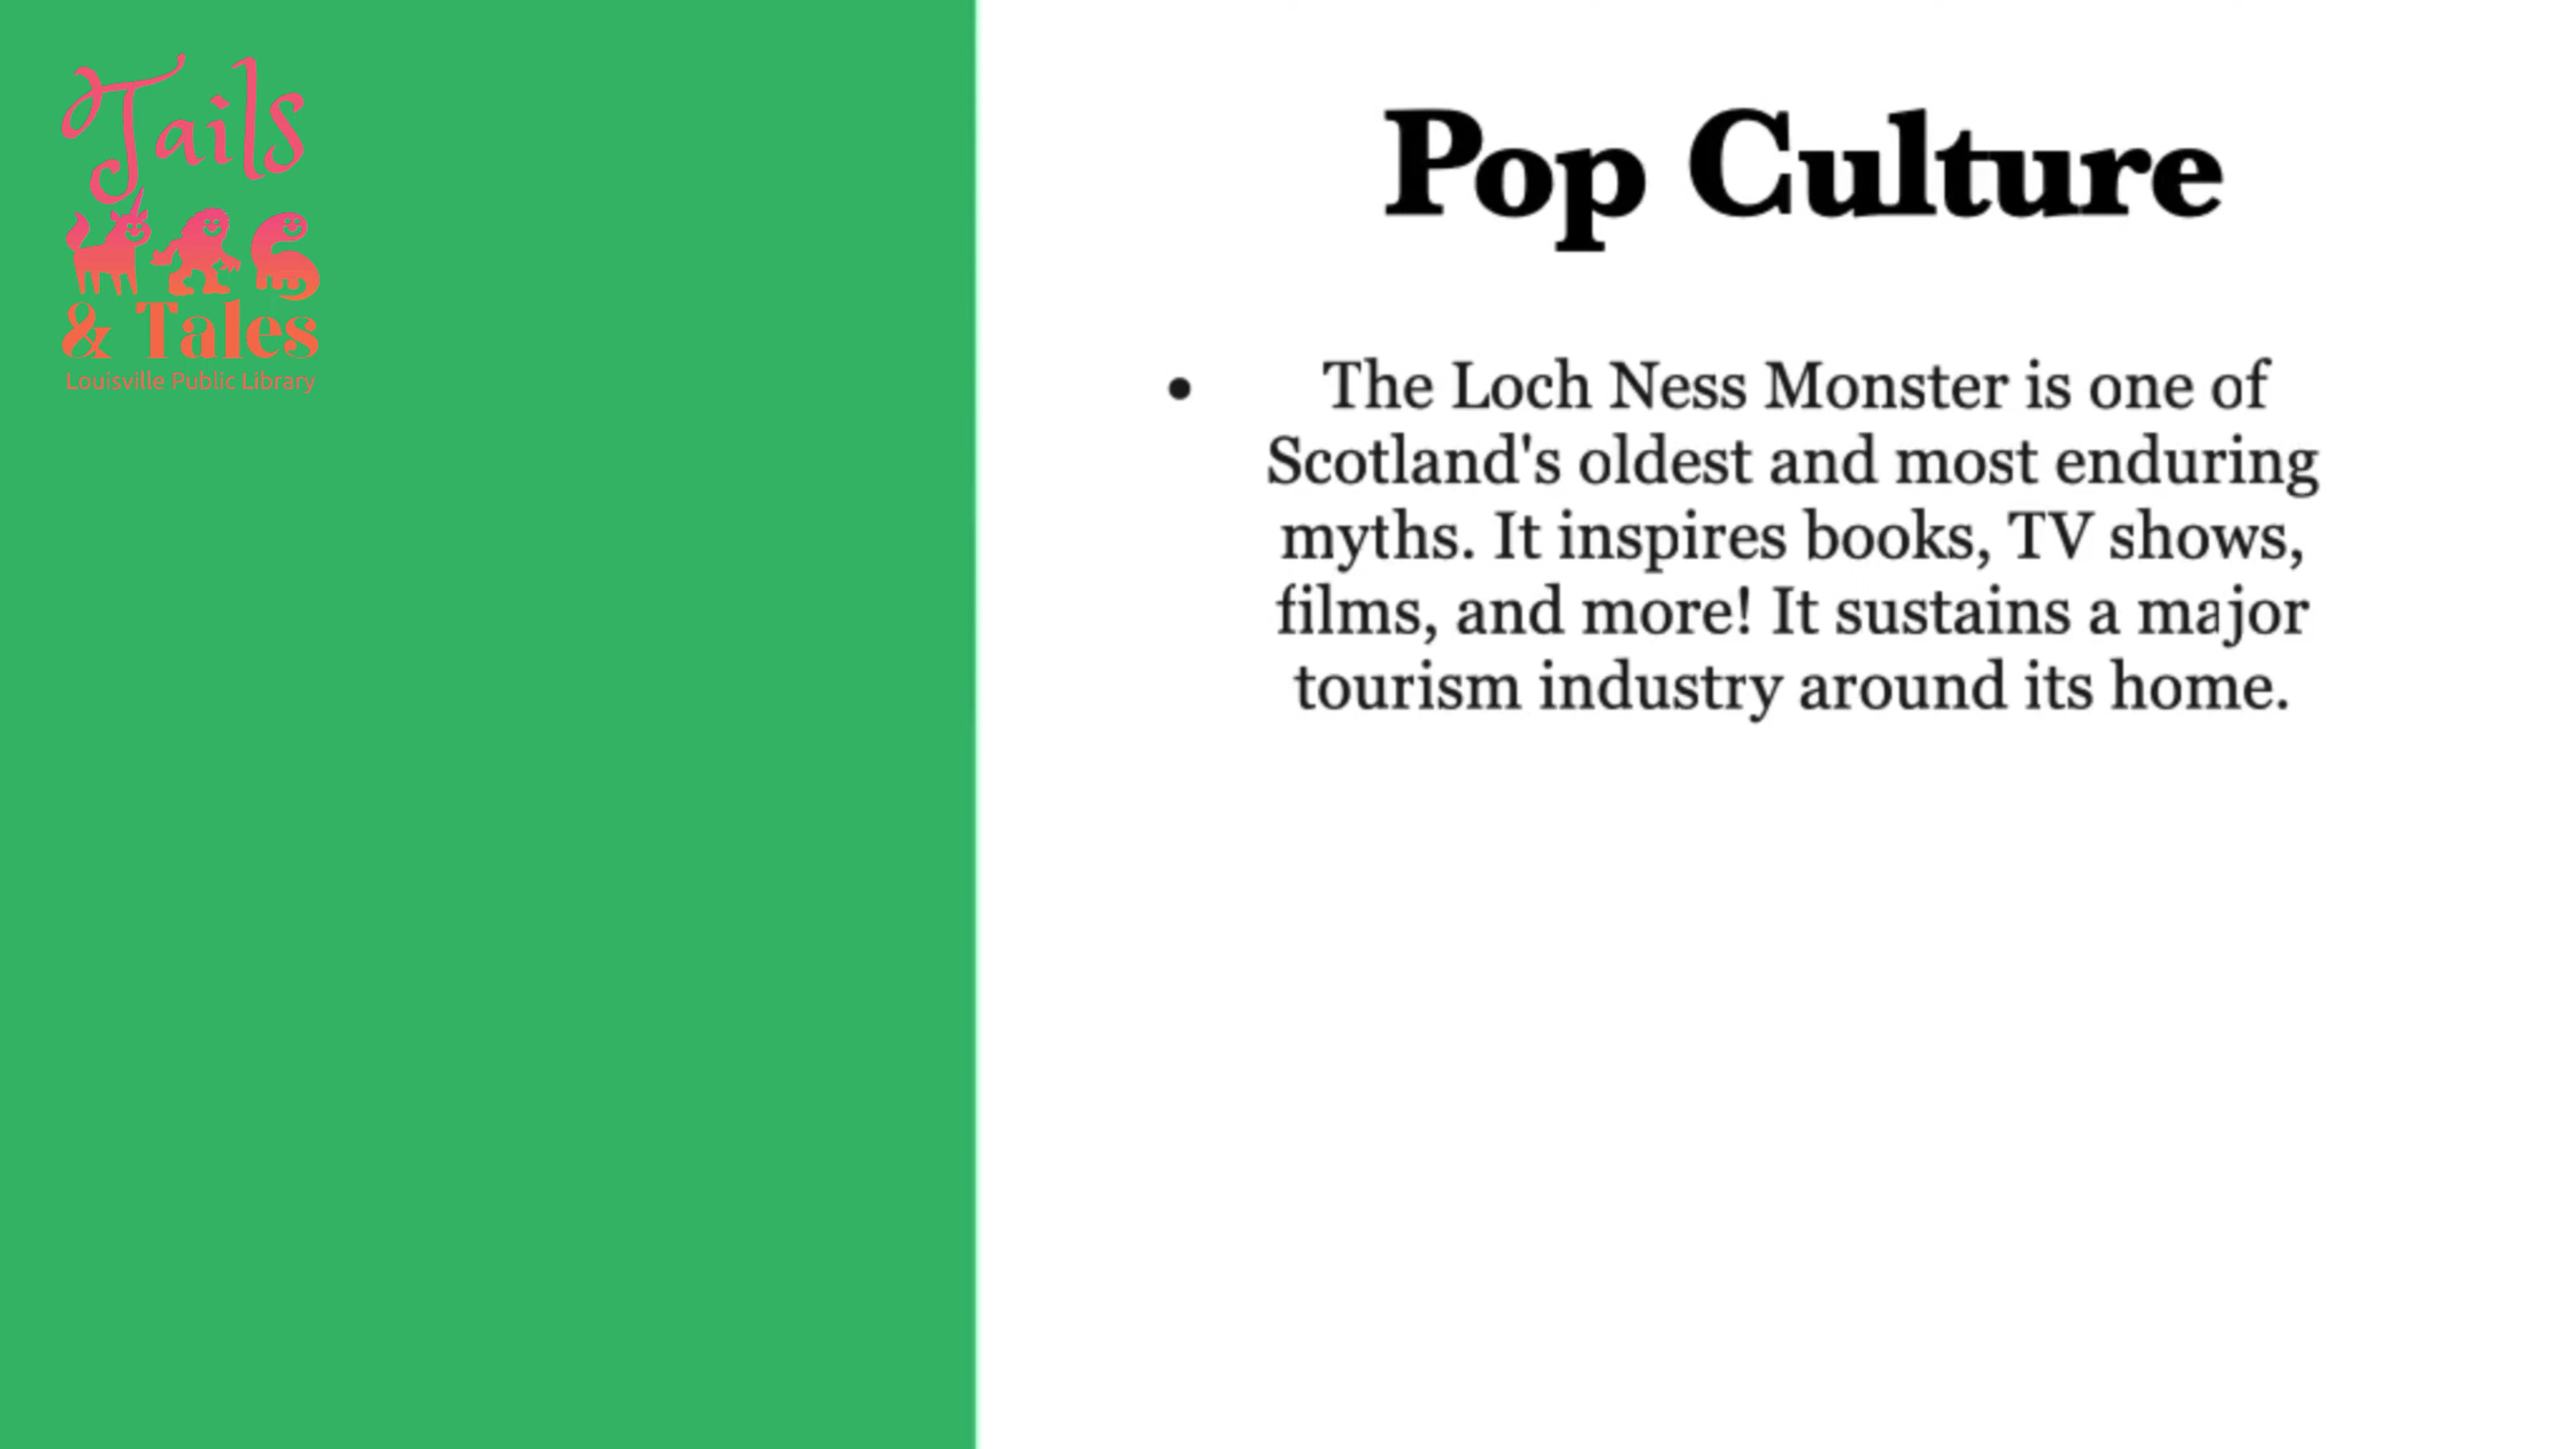 Tails
& Tales
Louisville Public Library
Pop Culture
• The Loch Ness Monster is one of
Scotland's oldest and most enduring
myths. It inspires books, TV shows,
films, and more! It sustains a major
tourism industry around its home.